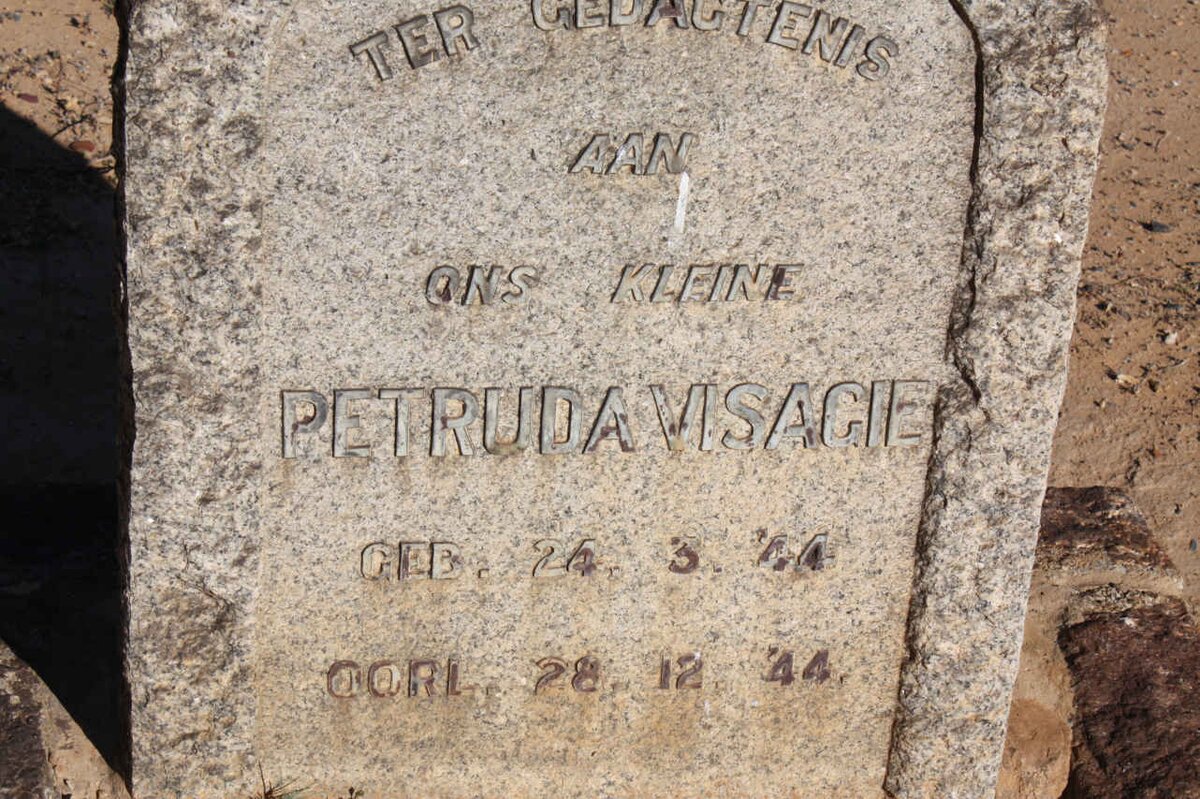 TER GEDAGTENIS
AAN
ONS KLEINE
PETRUDA VISAGIE
GEB. 24. 3. '44
OORL. 28. 12. '44.